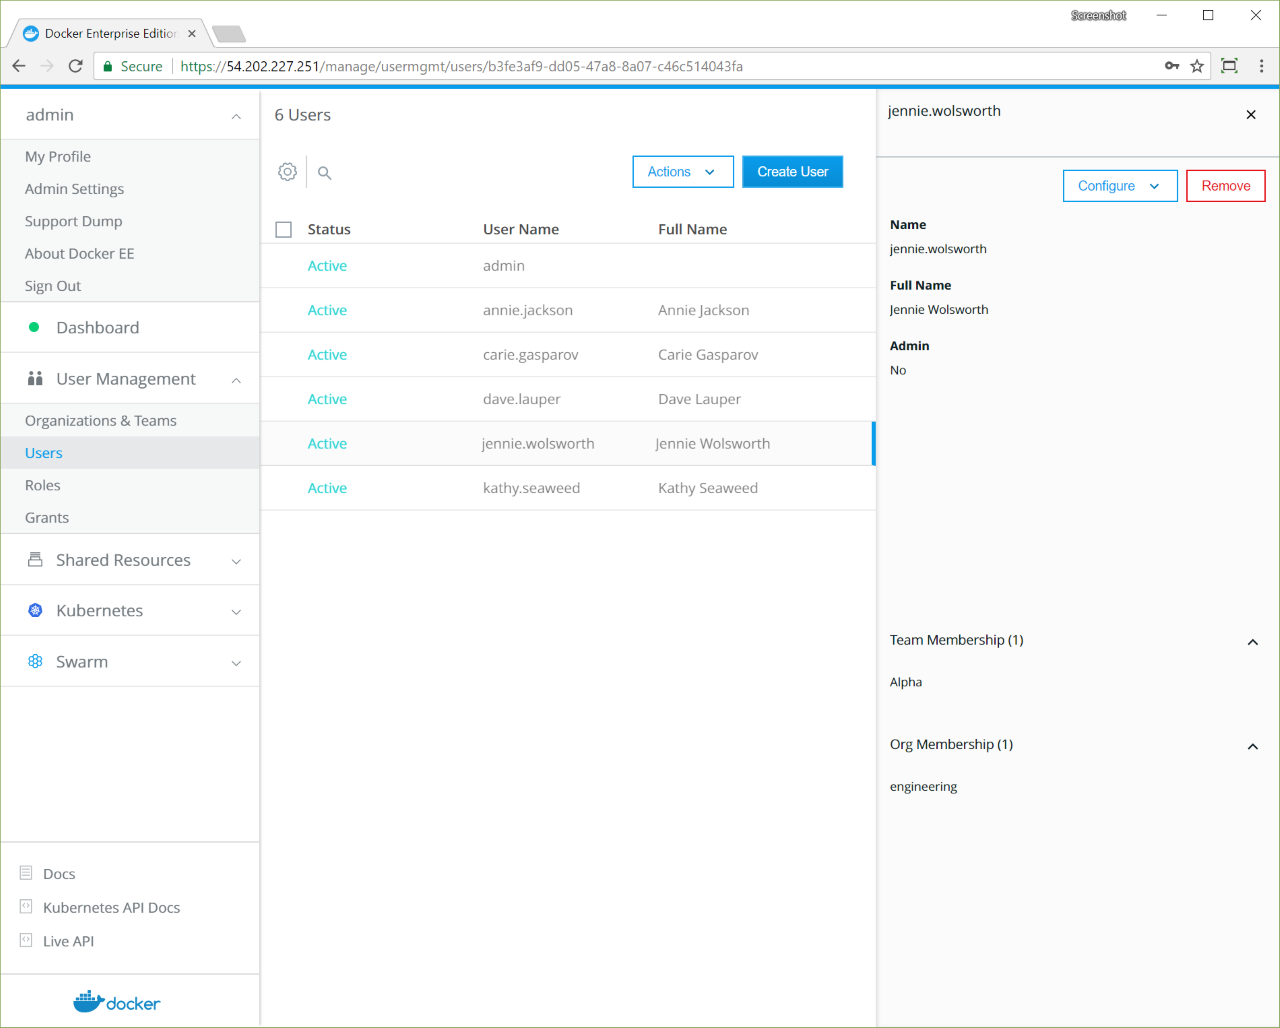 Screenshot
Docker Enterprise Edition
Secure
https://54.202.227.251/manage/usermgmt/users/b3fe3af9-dd05-47a8-8a07-c46c514043fa
admin
My Profile
Admin Settings
Support Dump
About Docker EE
Sign Out
Dashboard
User Management
Organizations & Teams
Users
Roles
Grants
Shared Resources
Kubernetes
Swarm
Docs
Kubernetes API Docs
Live API
docker
6 Users
Actions
Create User
Status User Name Full Name
Active admin
Active annie.jackson Annie Jackson
Active carie.gasparov Carie Gasparov
Active dave.lauper Dave Lauper
Active jennie.wolsworth Jennie Wolsworth
Active kathy.seaweed Kathy Seaweed
jennie.wolsworth
Configure
Remove
Name
jennie.wolsworth
Full Name
Jennie Wolsworth
Admin
No
Team Membership (1)
Alpha
Org Membership (1)
engineering